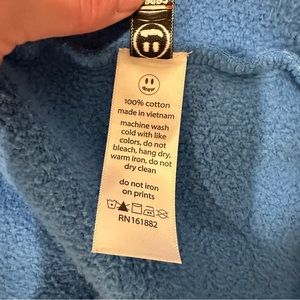 drew
100% cotton
made in vietnam
machine wash
cold with like
colors, do not
bleach, hang dry,
warm iron, do not
dry clean
do not iron
on prints
RN161882